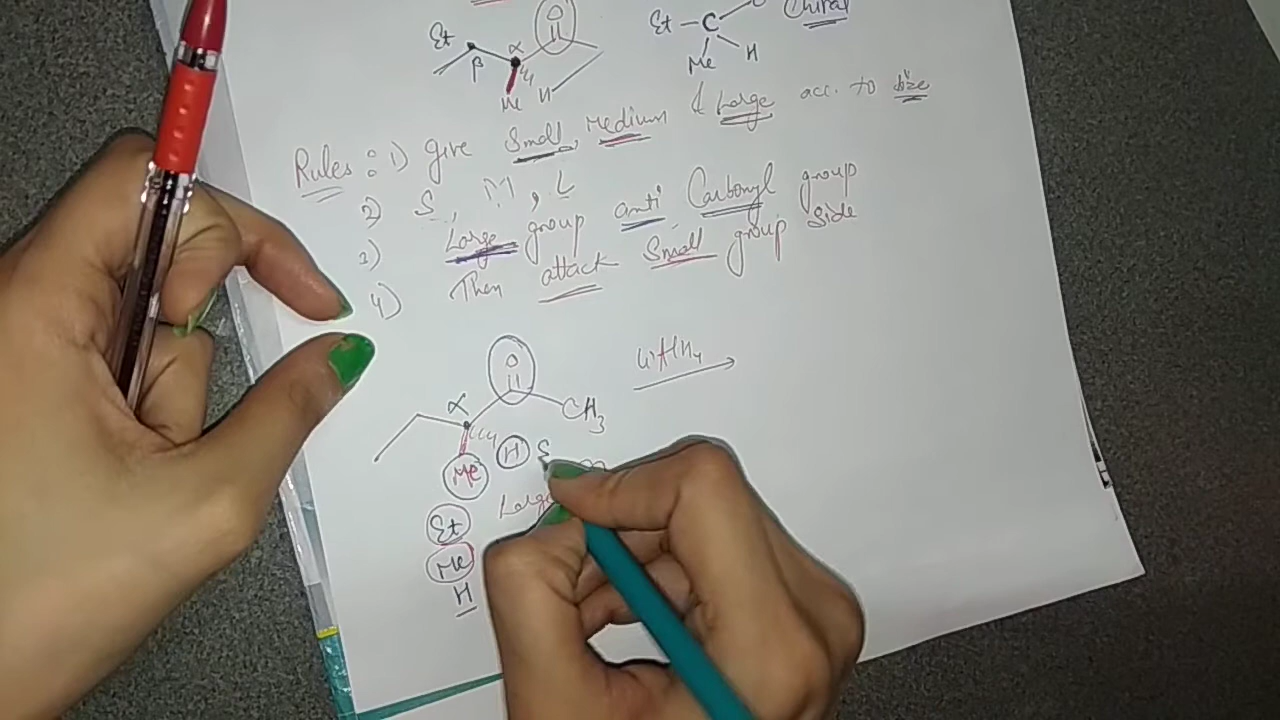 O
Et
α
β
Me H
Et – C
Chiral
Me H
Rules : 1) Give Small, Medium & Large acc. to size
2) S, M, L
3) Large group anti Carbonyl group
4) Then attack Small group side
O
α
CH3
LiAlH4
Me H S
Large
Et
Me
H